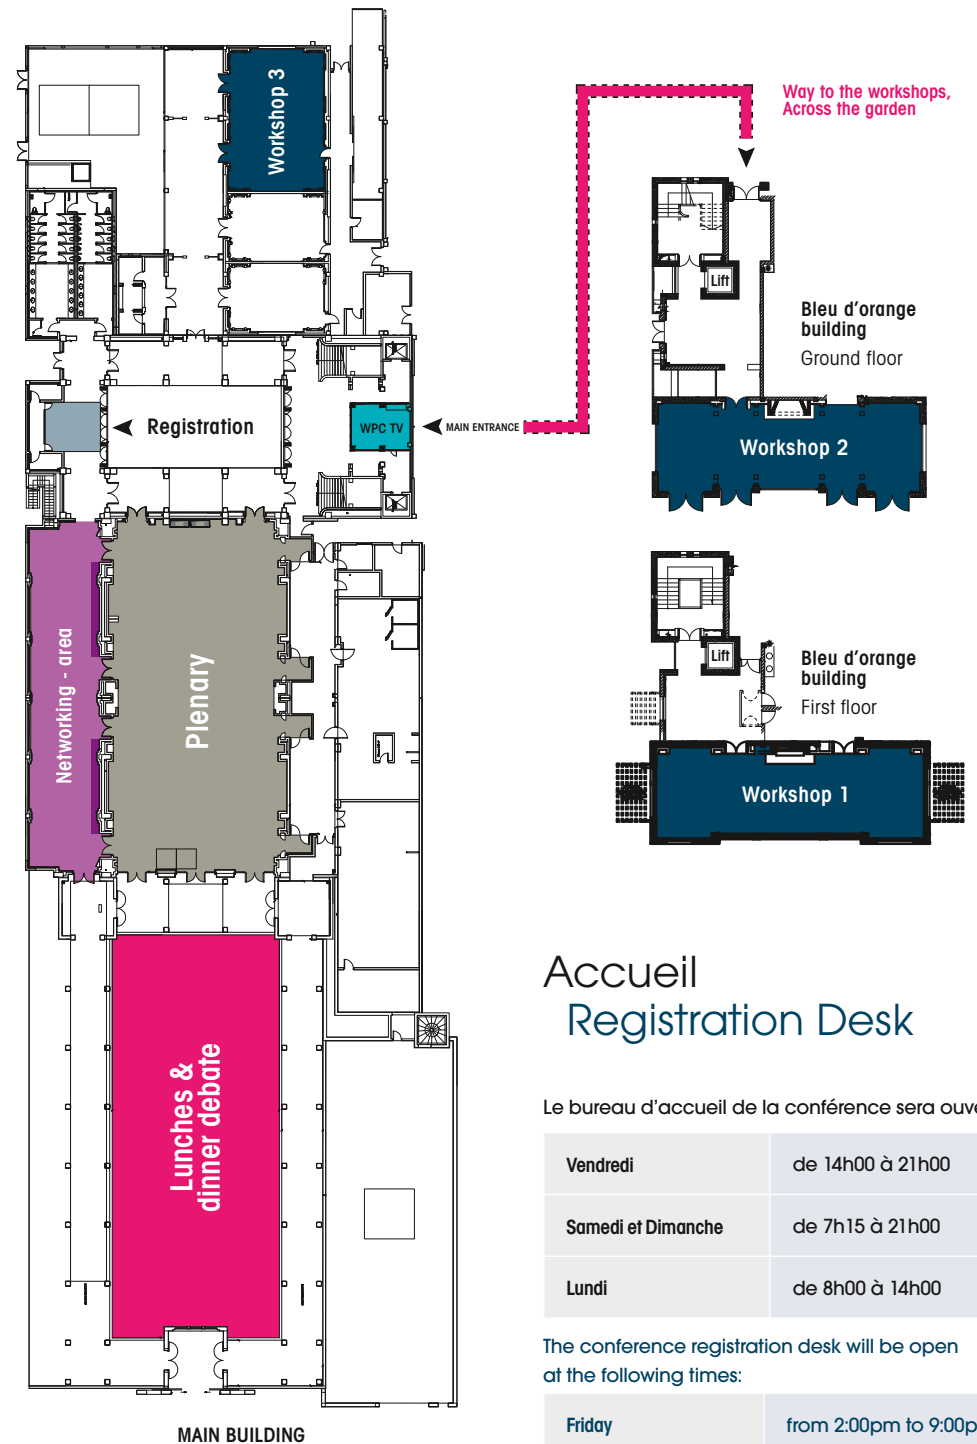 Workshop 3
Way to the workshops,
Across the garden
Lift
Bleu d’orange
building
Ground floor
Registration
WPC TV
MAIN ENTRANCE
Workshop 2
Networking - area
Plenary
Lift
Bleu d’orange
building
First floor
Workshop 1
Lunches &
dinner debate
MAIN BUILDING
Accueil
Registration Desk
Le bureau d’accueil de la conférence sera ouve
Vendredi de 14h00 à 21h00
Samedi et Dimanche de 7h15 à 21h00
Lundi de 8h00 à 14h00
The conference registration desk will be open
at the following times:
Friday from 2:00pm to 9:00p